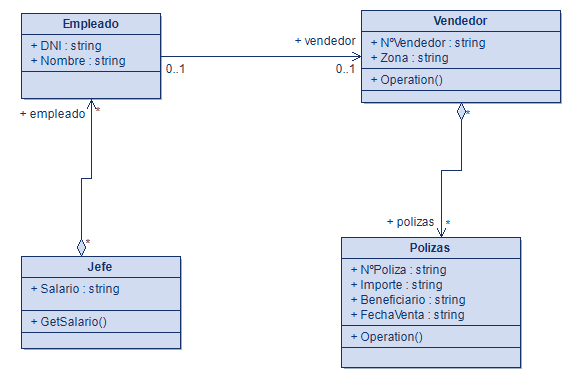 Empleado
+ DNI : string
+ Nombre : string
+ vendedor
0..1
0..1
Vendedor
+ NºVendedor : string
+ Zona : string
+ Operation()
+ empleado
*
*
*
+ polizas
*
Jefe
+ Salario : string
+ GetSalario()
Polizas
+ NºPoliza : string
+ Importe : string
+ Beneficiario : string
+ FechaVenta : string
+ Operation()